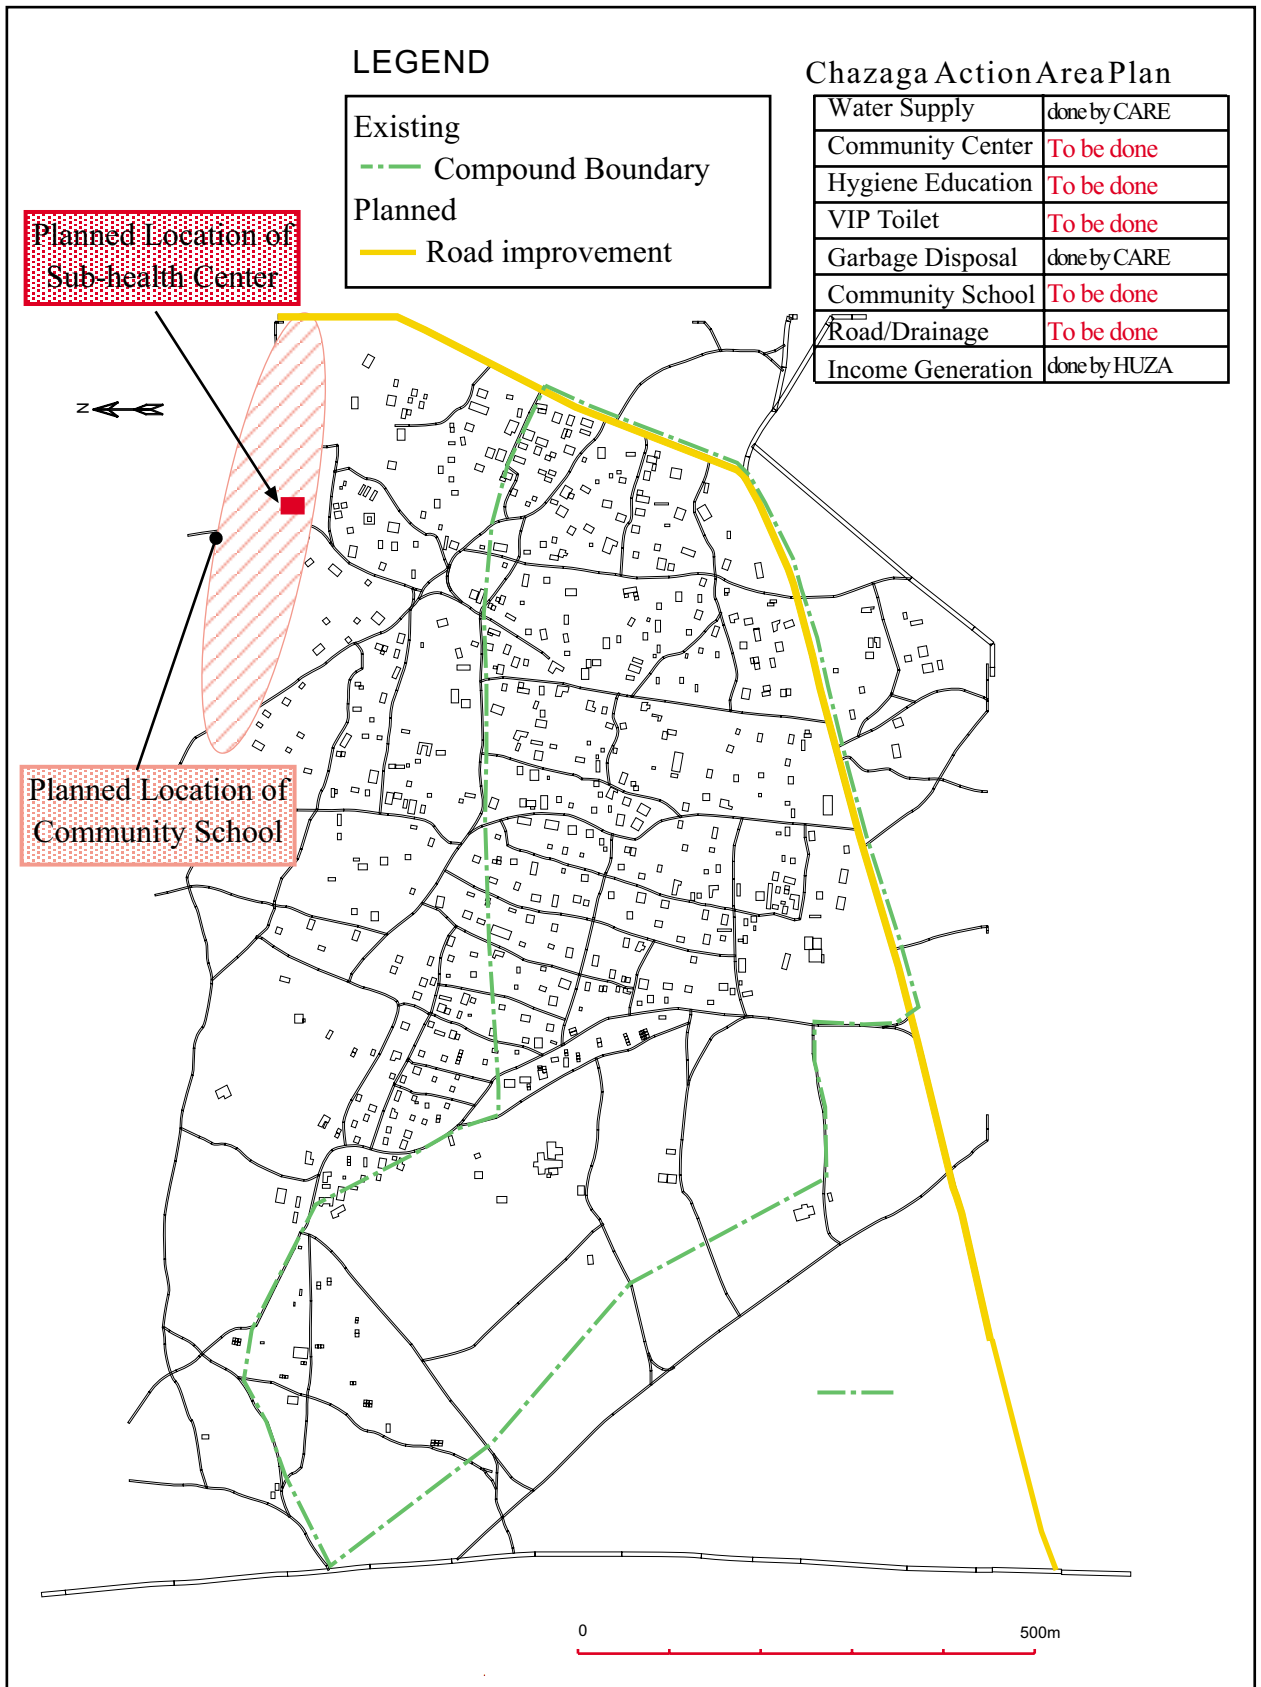 LEGEND
Existing
Compound Boundary
Planned
Road improvement
Chazaga Action Area Plan
Water Supply done by CARE
Community Center To be done
Hygiene Education To be done
VIP Toilet To be done
Garbage Disposal done by CARE
Community School To be done
Road/Drainage To be done
Income Generation done by HUZA
Planned Location of
Sub-health Center
N
Planned Location of
Community School
0 500m